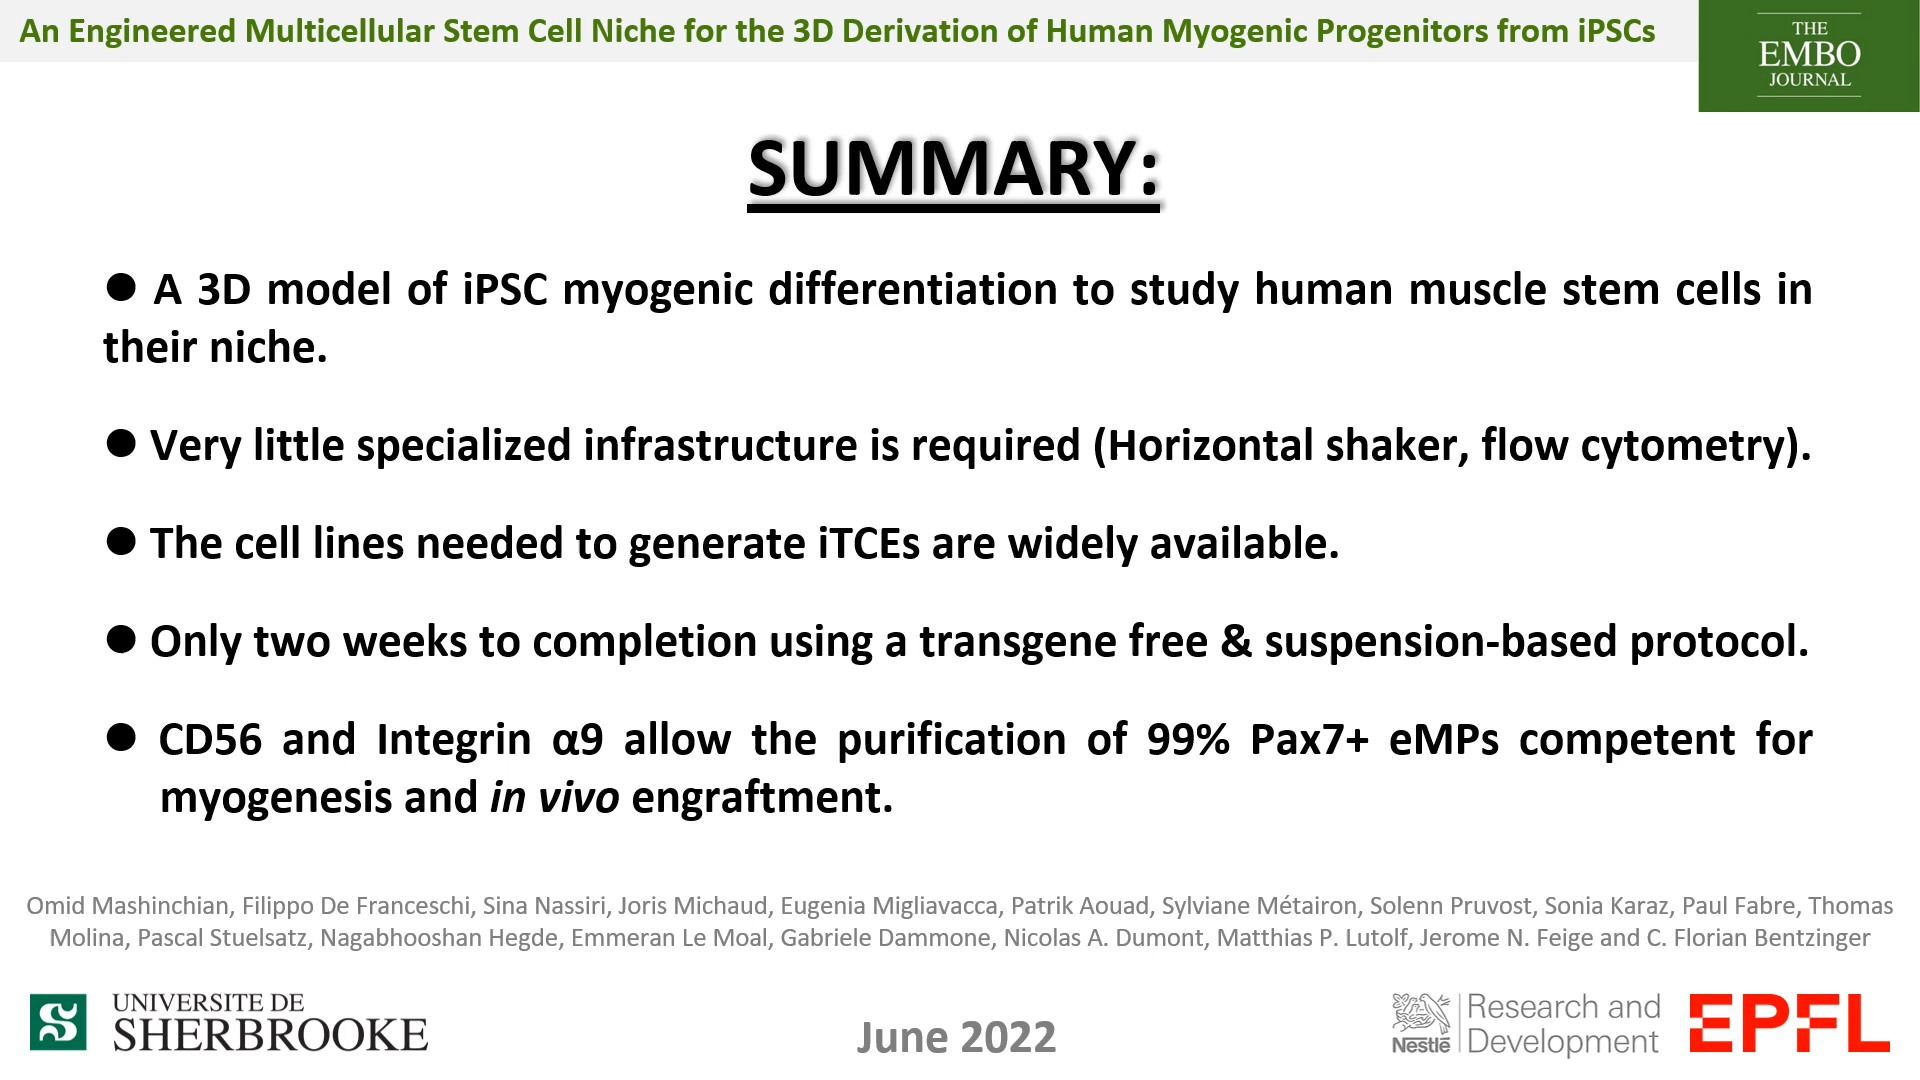 An Engineered Multicellular Stem Cell Niche for the 3D Derivation of Human Myogenic Progenitors from iPSCs
THE
EMBO
JOURNAL
SUMMARY:
● A 3D model of iPSC myogenic differentiation to study human muscle stem cells in
their niche.
● Very little specialized infrastructure is required (Horizontal shaker, flow cytometry).
● The cell lines needed to generate iTCEs are widely available.
● Only two weeks to completion using a transgene free & suspension-based protocol.
● CD56 and Integrin α9 allow the purification of 99% Pax7+ eMPs competent for
myogenesis and in vivo engraftment.
Omid Mashinchian, Filippo De Franceschi, Sina Nassiri, Joris Michaud, Eugenia Migliavacca, Patrik Aouad, Sylviane Métairon, Solenn Pruvost, Sonia Karaz, Paul Fabre, Thomas
Molina, Pascal Stuelsatz, Nagabhooshan Hegde, Emmeran Le Moal, Gabriele Dammone, Nicolas A. Dumont, Matthias P. Lutolf, Jerome N. Feige and C. Florian Bentzinger
UNIVERSITE DE
SHERBROOKE
June 2022
Nestlé
Research and
Development
EPFL